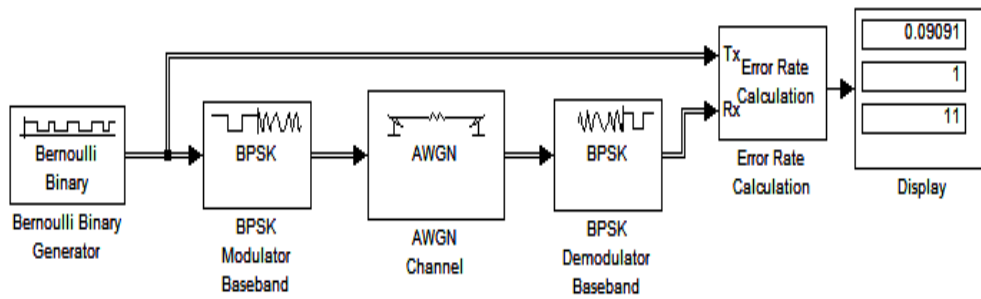 Bernoulli
Binary
Bernoulli Binary
Generator
BPSK
BPSK
Modulator
Baseband
AWGN
AWGN
Channel
BPSK
BPSK
Demodulator
Baseband
Tx
Rx
Error Rate
Calculation
Error Rate
Calculation
0.09091
1
11
Display